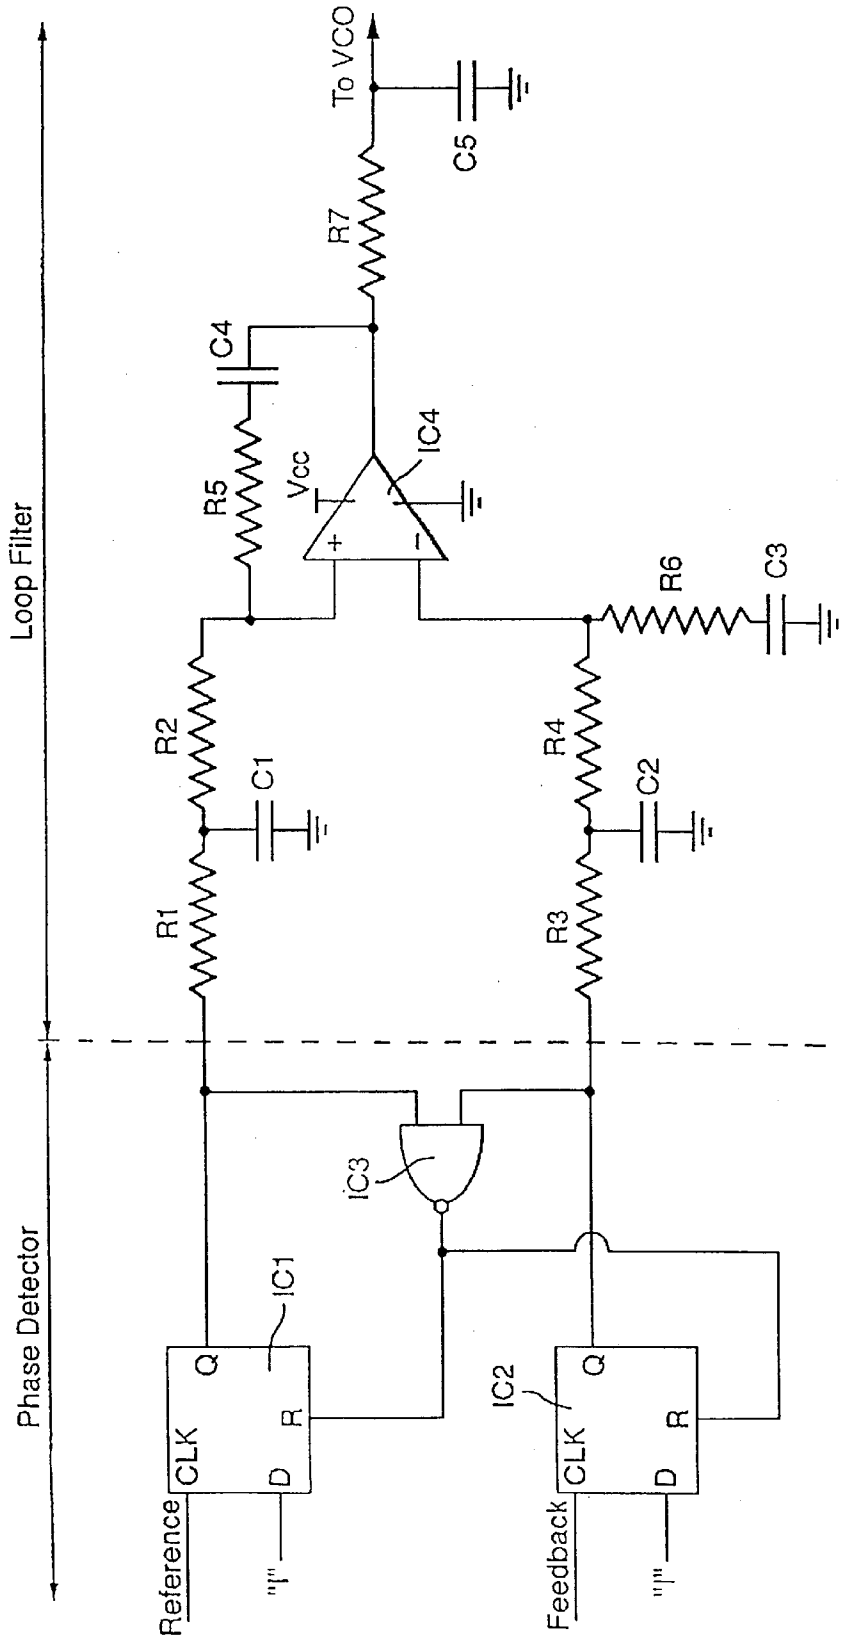 Phase Detector
Loop Filter
Reference
CLK
Q
D
R
"1"
IC1
Feedback
CLK
Q
D
R
"1"
IC2
IC3
R1
C1
R2
R3
C2
R4
R5
C4
Vcc
+
−
IC4
R6
C3
R7
To VCO
C5